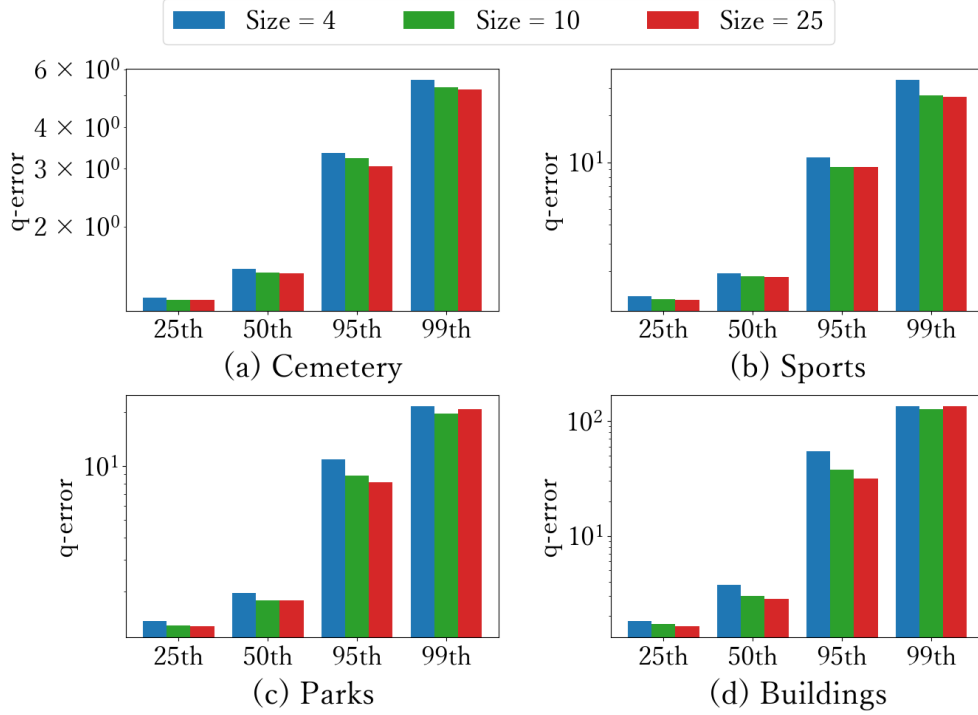 Size = 4 Size = 10 Size = 25
6 × 10⁰
4 × 10⁰
3 × 10⁰
2 × 10⁰
q-error
25th 50th 95th 99th
(a) Cemetery
10¹
q-error
25th 50th 95th 99th
(b) Sports
10¹
q-error
25th 50th 95th 99th
(c) Parks
10²
10¹
q-error
25th 50th 95th 99th
(d) Buildings